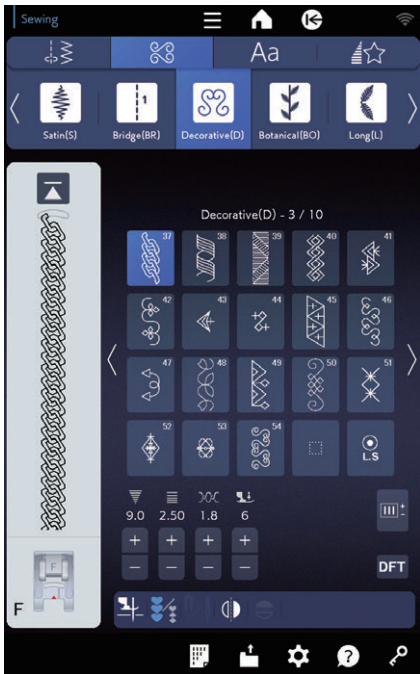 Sewing
Aa
1
Satin(S) Bridge(BR) Decorative(D) Botanical(BO) Long(L)
Decorative(D) - 3 / 10
37 38 39 40 41
42 43 44 45 46
47 48 49 50 51
52 53 54 L.S
9.0 2.50 1.8 6
+ + + +
− − − −
F
F
DFT
?